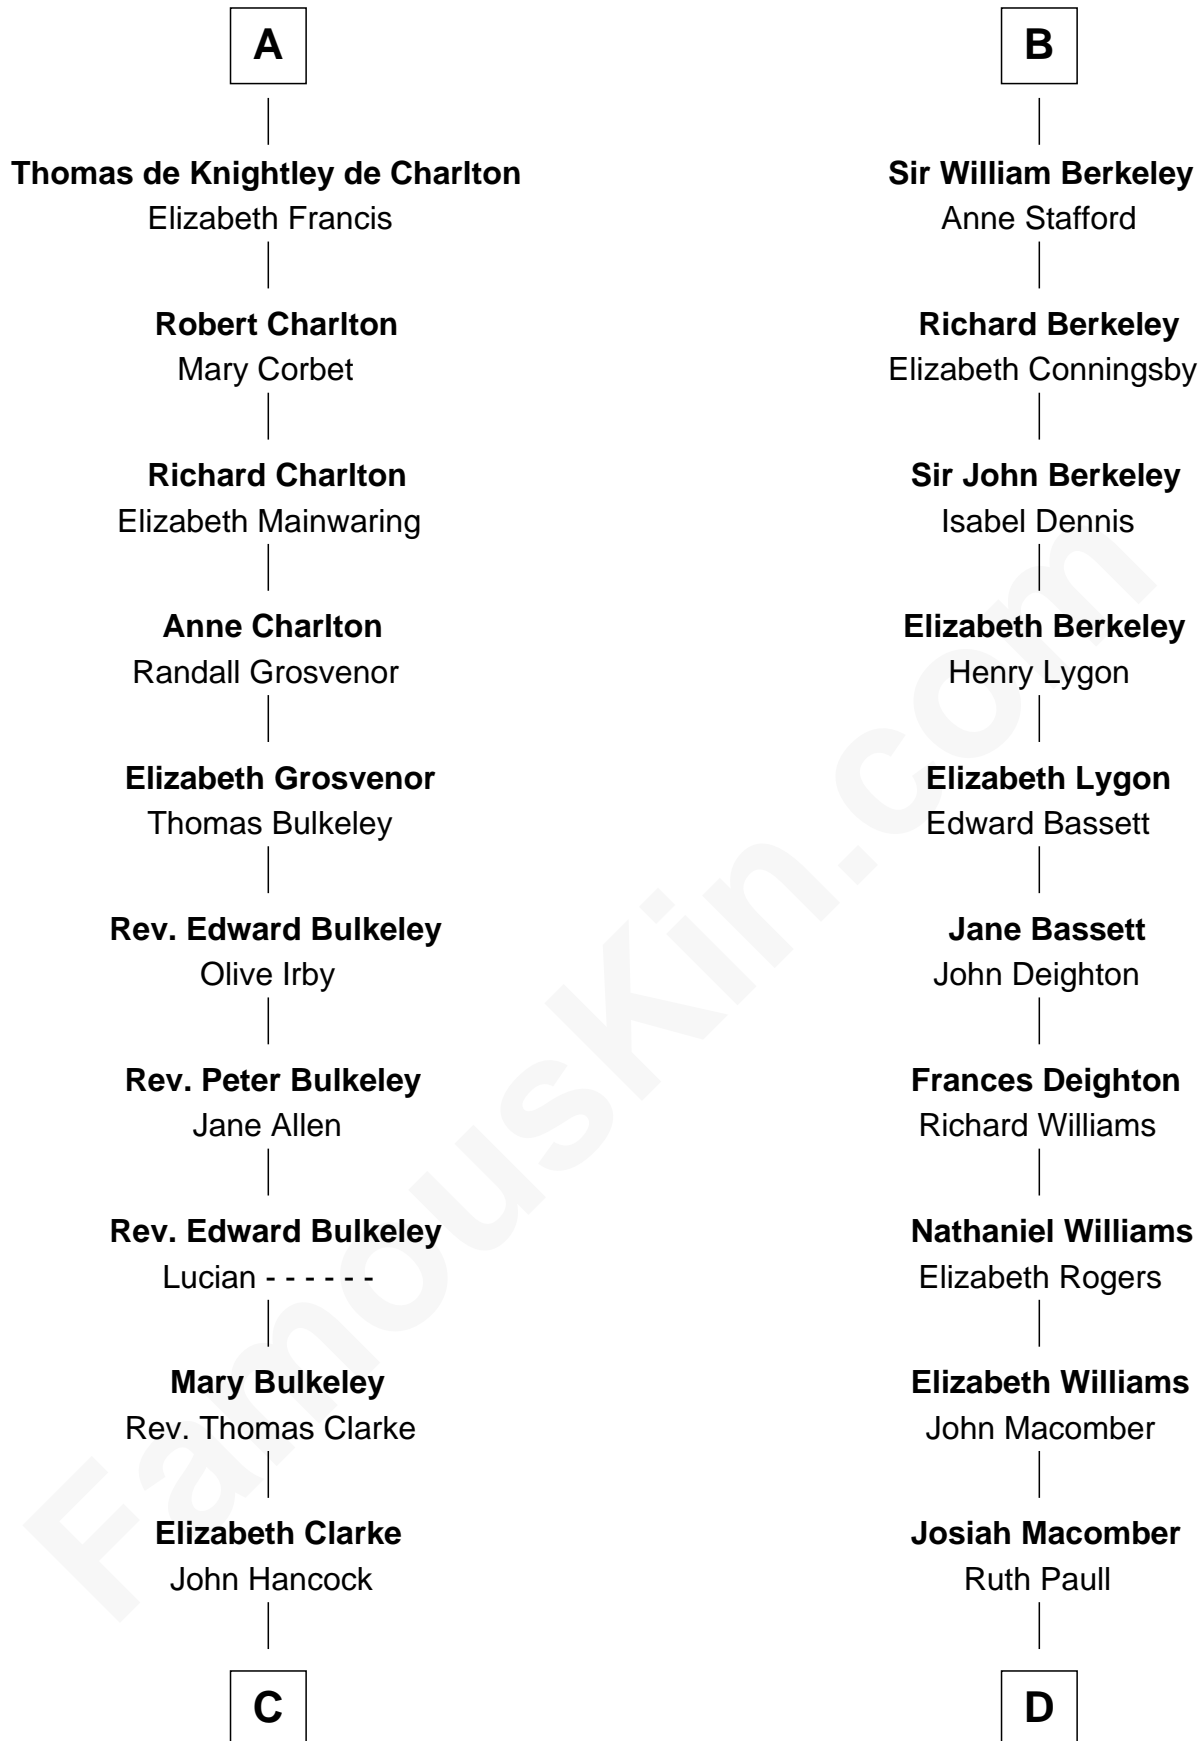 A
Thomas de Knightley de Charlton
Elizabeth Francis
Robert Charlton
Mary Corbet
Richard Charlton
Elizabeth Mainwaring
Anne Charlton
Randall Grosvenor
Elizabeth Grosvenor
Thomas Bulkeley
Rev. Edward Bulkeley
Olive Irby
Rev. Peter Bulkeley
Jane Allen
Rev. Edward Bulkeley
Lucian - - - - - -
Mary Bulkeley
Rev. Thomas Clarke
Elizabeth Clarke
John Hancock
C
B
Sir William Berkeley
Anne Stafford
Richard Berkeley
Elizabeth Conningsby
Sir John Berkeley
Isabel Dennis
Elizabeth Berkeley
Henry Lygon
Elizabeth Lygon
Edward Bassett
Jane Bassett
John Deighton
Frances Deighton
Richard Williams
Nathaniel Williams
Elizabeth Rogers
Elizabeth Williams
John Macomber
Josiah Macomber
Ruth Paull
D
FamousKin.com